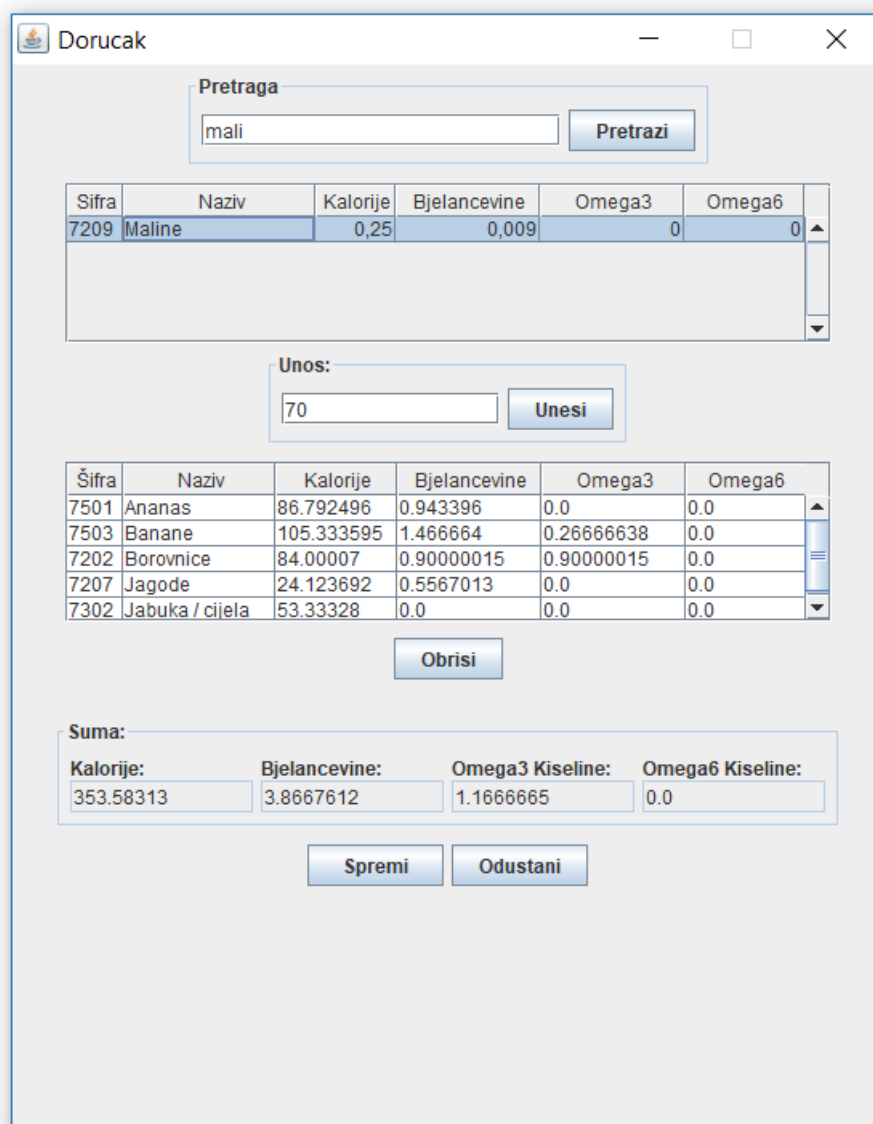 Dorucak
Pretraga
mali Pretrazi
Sifra Naziv Kalorije Bjelancevine Omega3 Omega6
7209 Maline 0,25 0,009 0 0
Unos:
70 Unesi
Šifra Naziv Kalorije Bjelancevine Omega3 Omega6
7501 Ananas 86.792496 0.943396 0.0 0.0
7503 Banane 105.333595 1.466664 0.26666638 0.0
7202 Borovnice 84.00007 0.90000015 0.90000015 0.0
7207 Jagode 24.123692 0.5567013 0.0 0.0
7302 Jabuka / cijela 53.33328 0.0 0.0 0.0
Obrisi
Suma:
Kalorije: Bjelancevine: Omega3 Kiseline: Omega6 Kiseline:
353.58313 3.8667612 1.1666665 0.0
Spremi Odustani